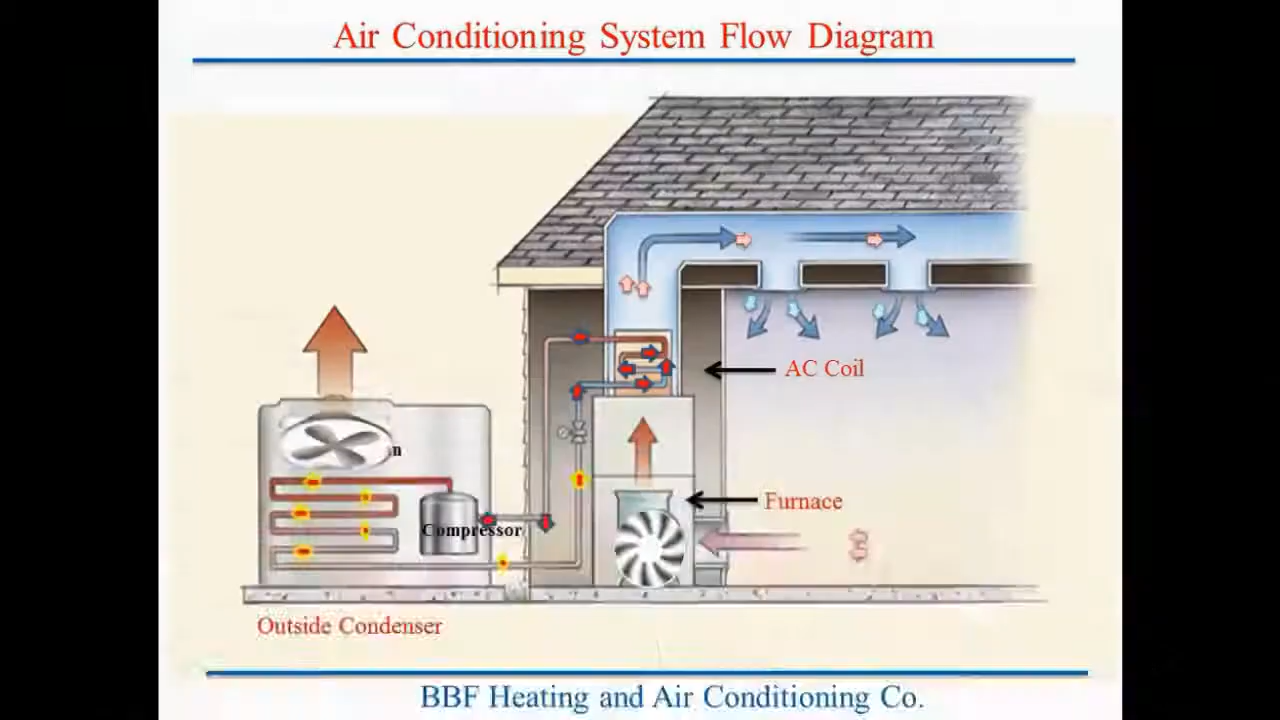 Air Conditioning System Flow Diagram
AC Coil
n
Furnace
Compressor
Outside Condenser
BBF Heating and Air Conditioning Co.